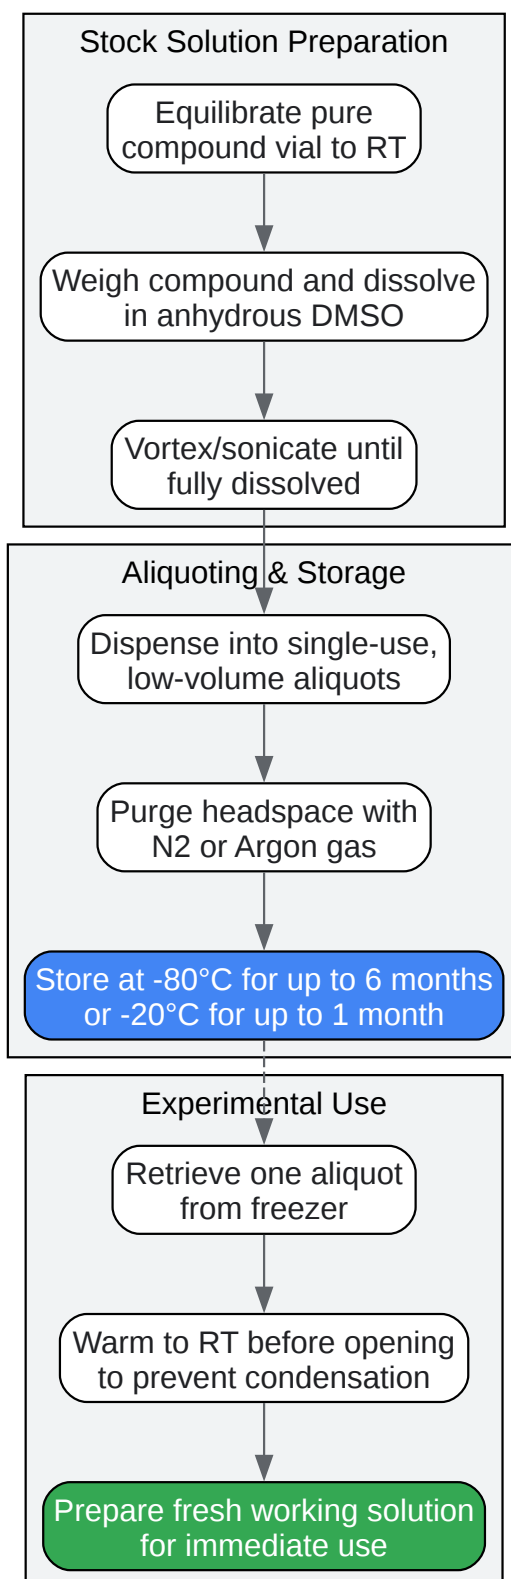 Stock Solution Preparation
Equilibrate pure
compound vial to RT
Weigh compound and dissolve
in anhydrous DMSO
Vortex/sonicate until
fully dissolved
Aliquoting & Storage
Dispense into single-use,
low-volume aliquots
Purge headspace with
N2 or Argon gas
Store at -80°C for up to 6 months
or -20°C for up to 1 month
Experimental Use
Retrieve one aliquot
from freezer
Warm to RT before opening
to prevent condensation
Prepare fresh working solution
for immediate use